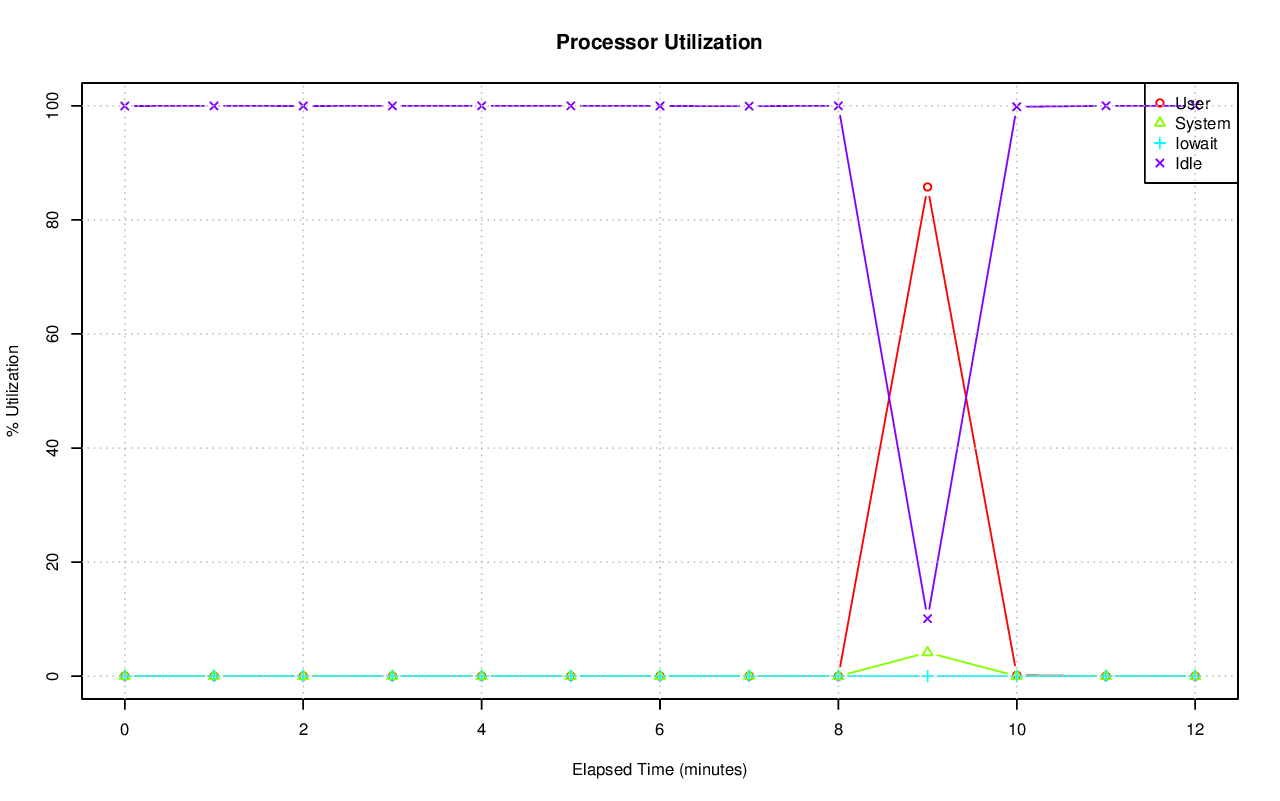 Processor Utilization
% Utilization
100
80
60
40
20
0
User
System
Iowait
Idle
0 2 4 6 8 10 12
Elapsed Time (minutes)